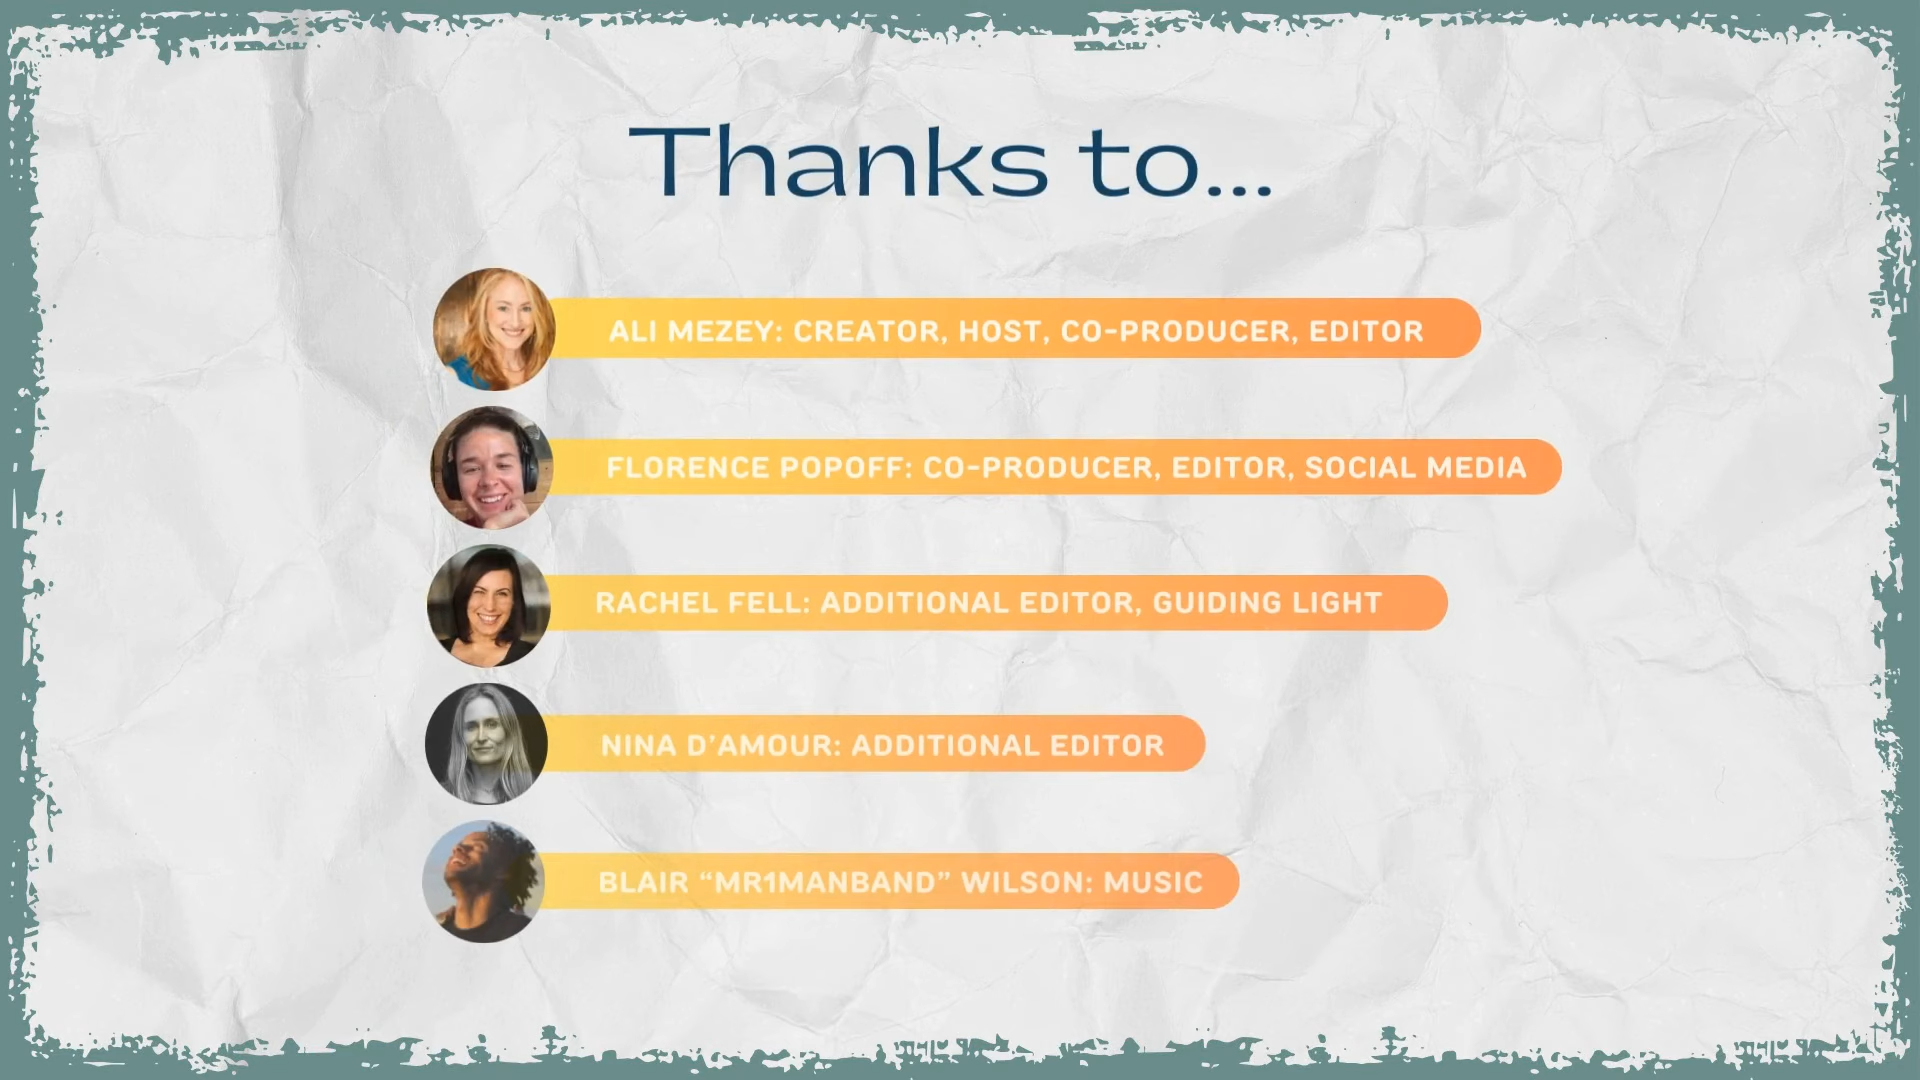 Thanks to...
ALI MEZEY: CREATOR, HOST, CO-PRODUCER, EDITOR
FLORENCE POPOFF: CO-PRODUCER, EDITOR, SOCIAL MEDIA
RACHEL FELL: ADDITIONAL EDITOR, GUIDING LIGHT
NINA D’AMOUR: ADDITIONAL EDITOR
BLAIR “MR1MANBAND” WILSON: MUSIC